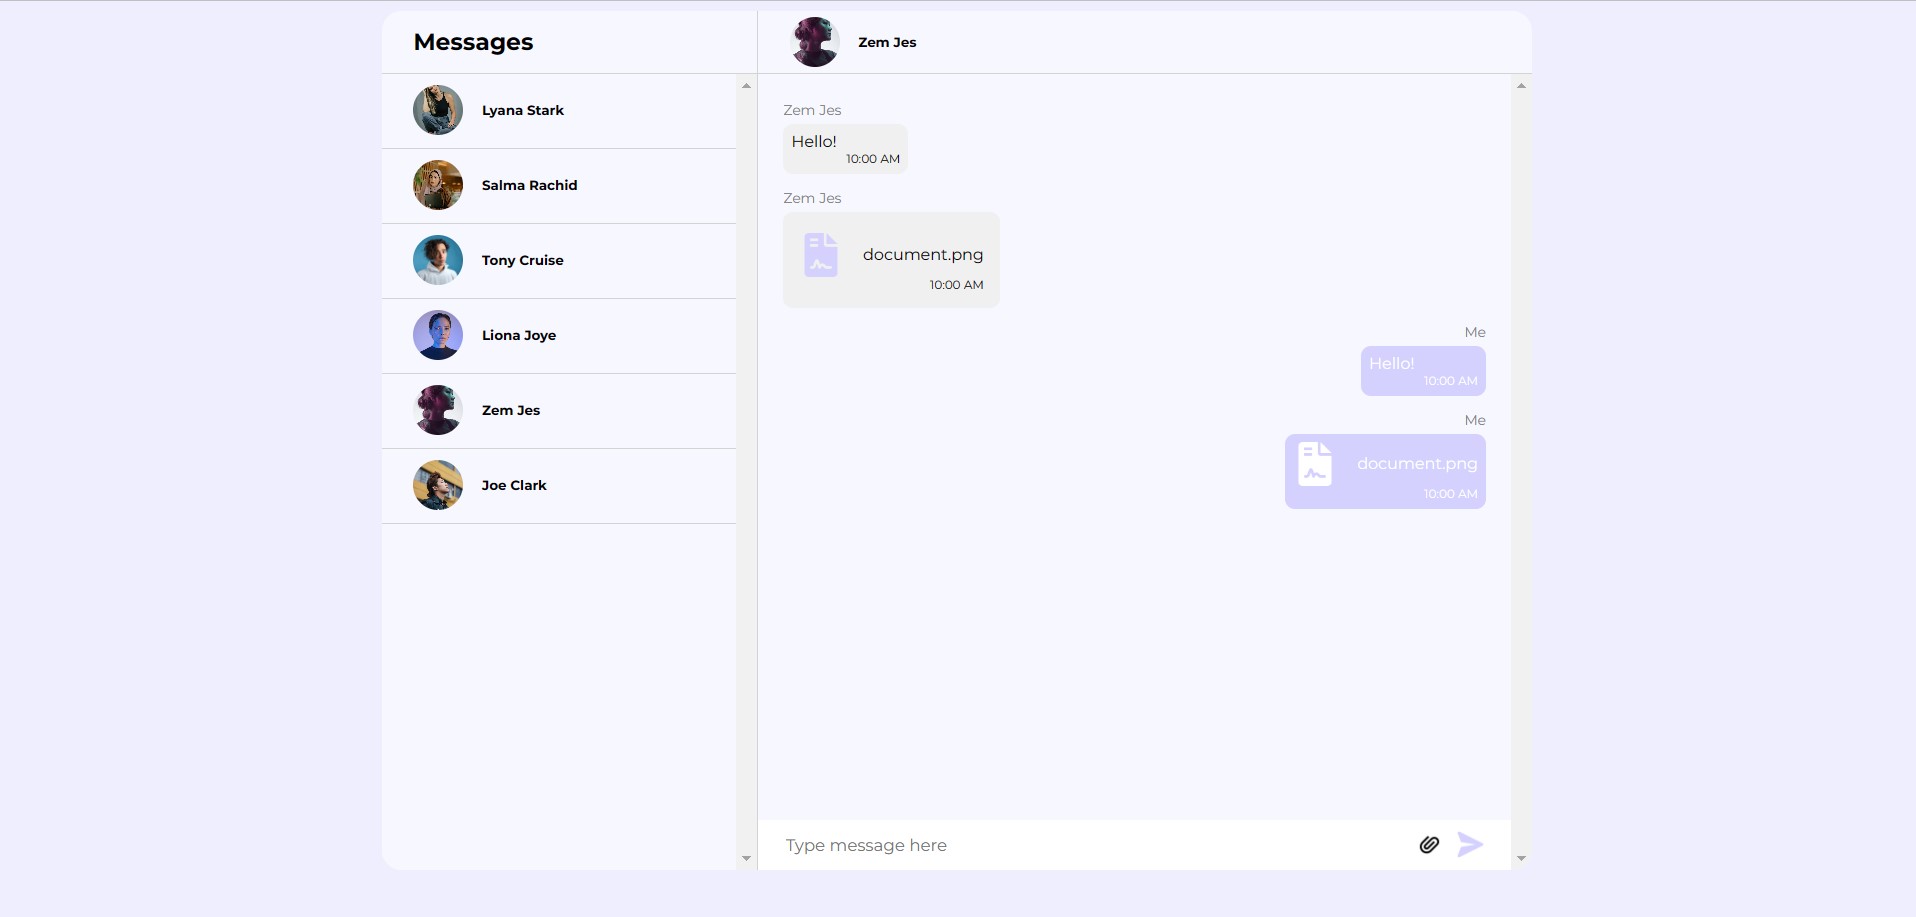 Messages
Lyana Stark
Salma Rachid
Tony Cruise
Liona Joye
Zem Jes
Joe Clark
Zem Jes
Zem Jes
Hello!
10:00 AM
Zem Jes
document.png
10:00 AM
Me
Hello!
10:00 AM
Me
document.png
10:00 AM
Type message here